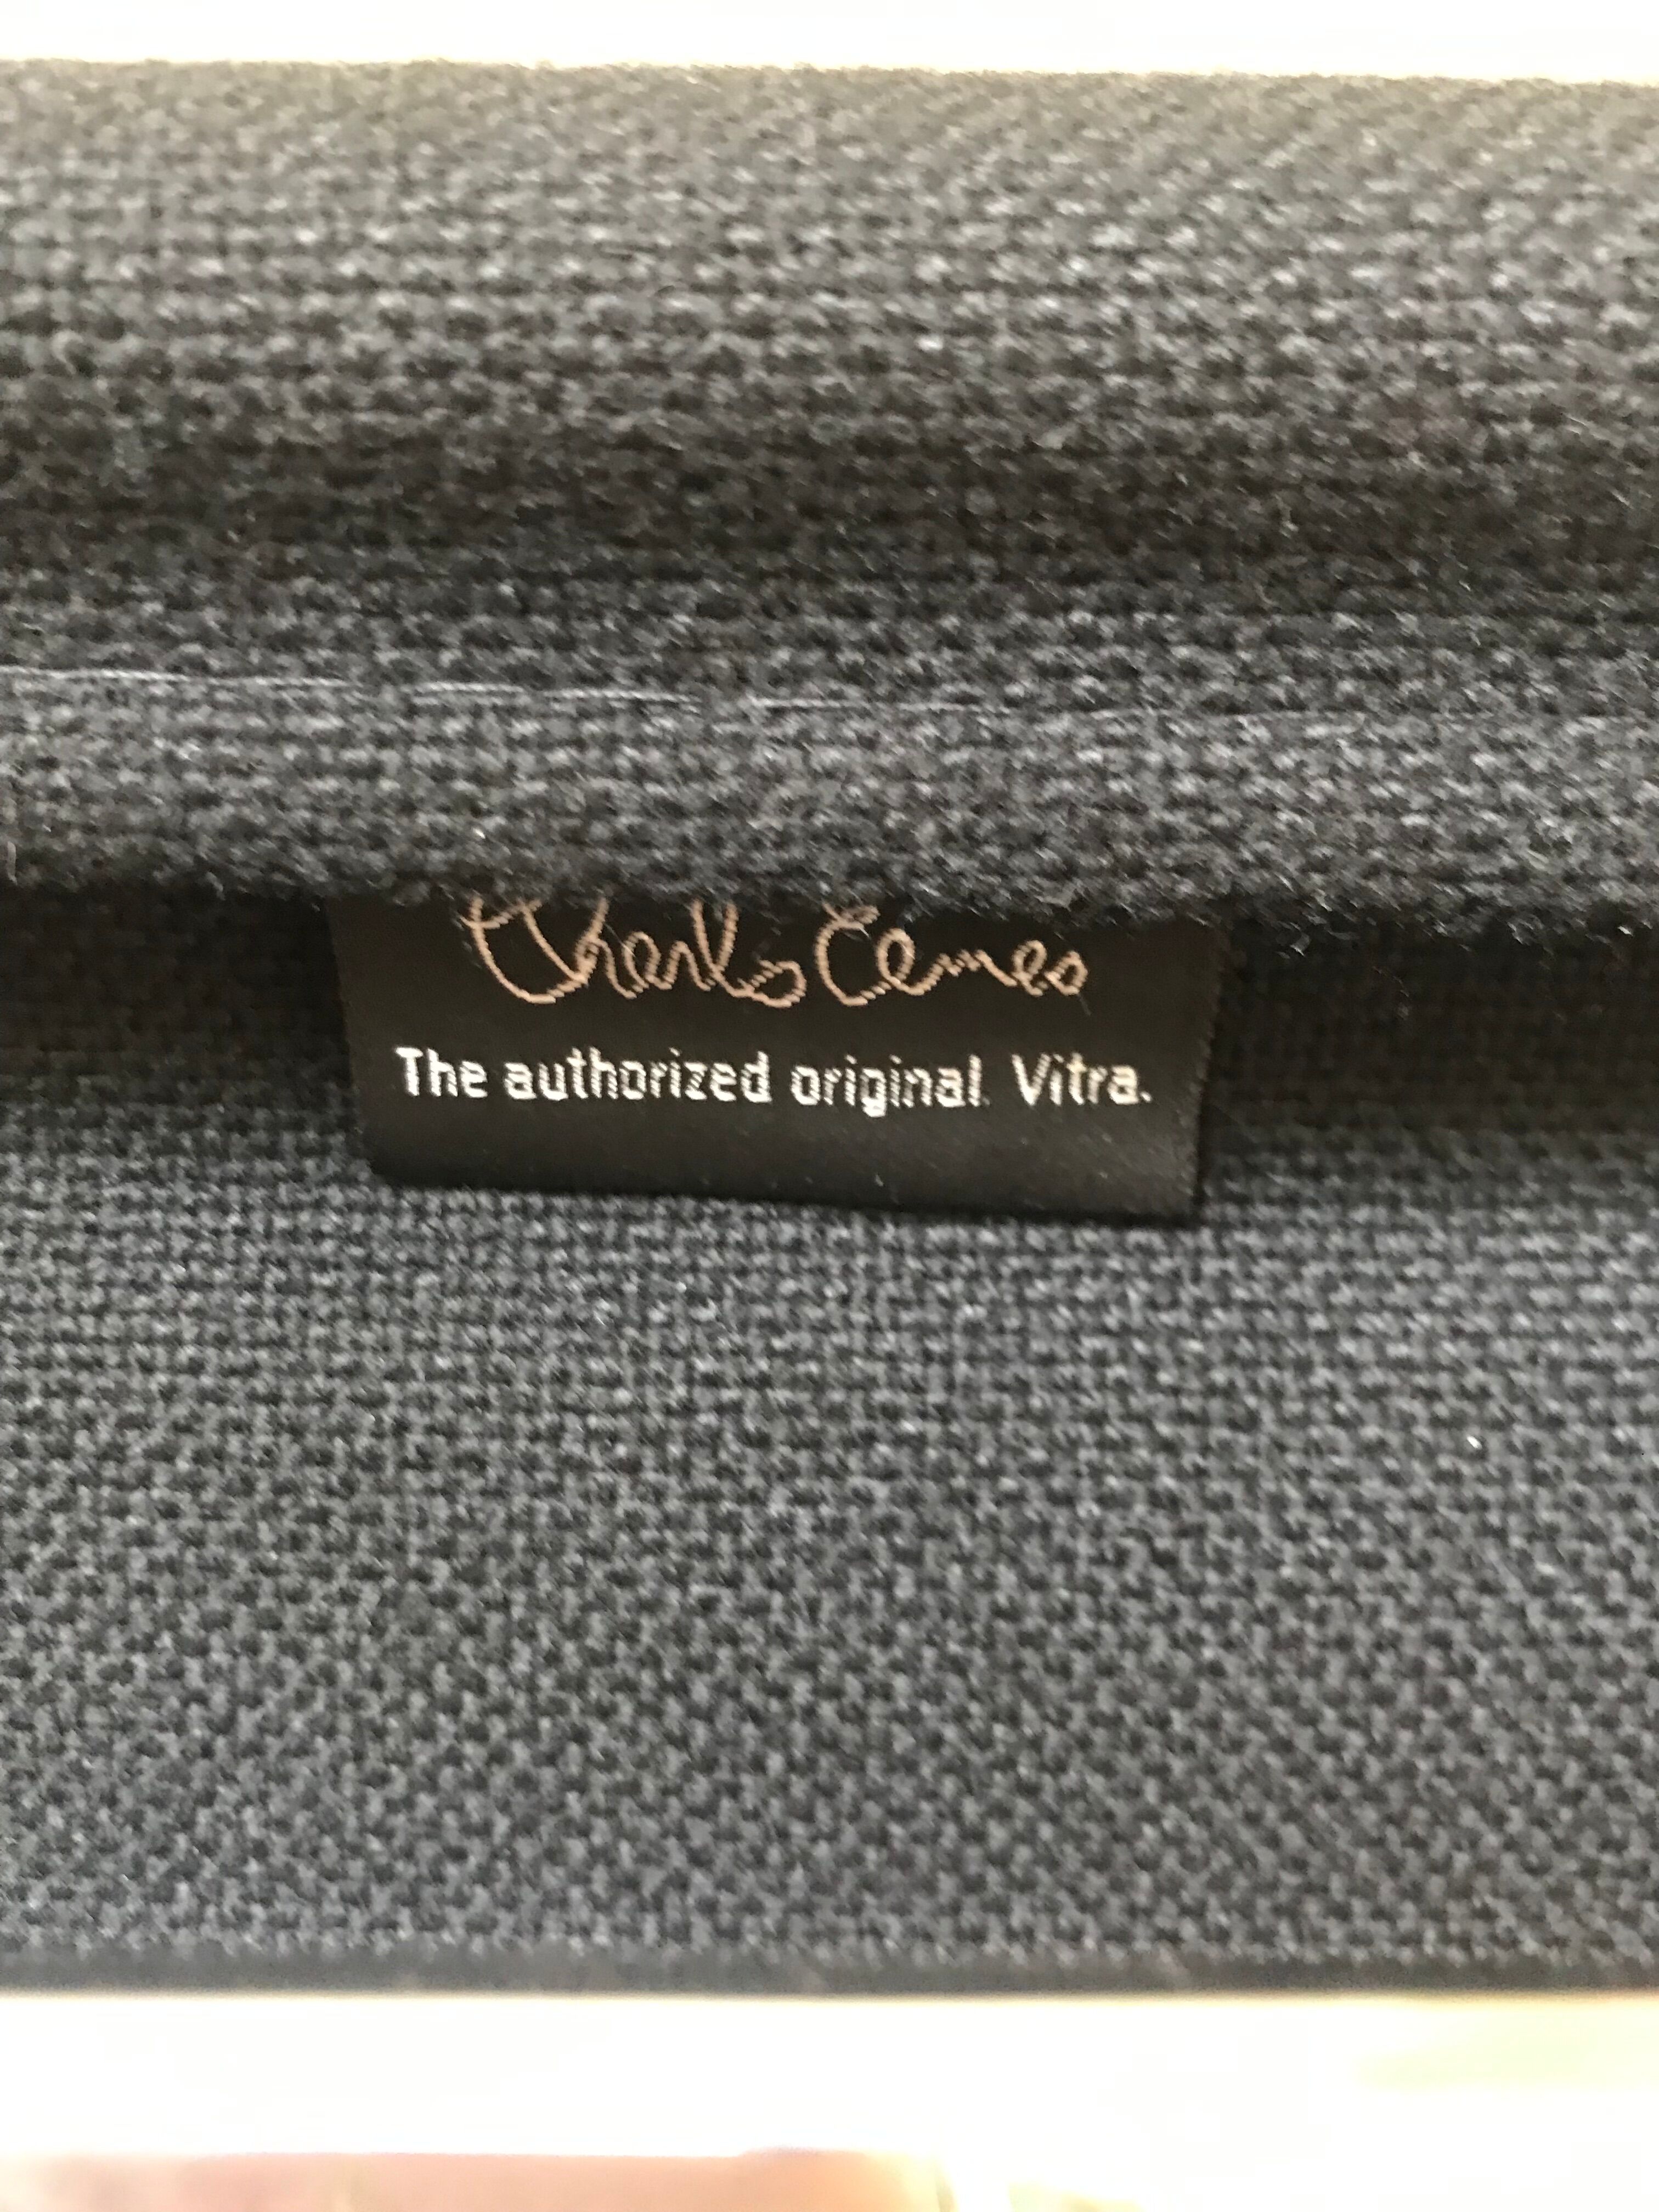 Charles Eames
The authorized original. Vitra.